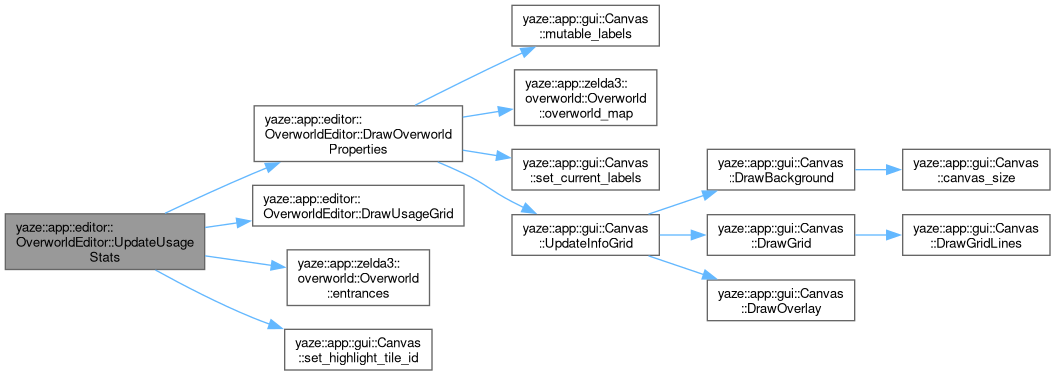 yaze::app::editor::
OverworldEditor::UpdateUsage
Stats
yaze::app::editor::
OverworldEditor::DrawOverworld
Properties
yaze::app::editor::
OverworldEditor::DrawUsageGrid
yaze::app::zelda3::
overworld::Overworld
::entrances
yaze::app::gui::Canvas
::set_highlight_tile_id
yaze::app::gui::Canvas
::mutable_labels
yaze::app::zelda3::
overworld::Overworld
::overworld_map
yaze::app::gui::Canvas
::set_current_labels
yaze::app::gui::Canvas
::UpdateInfoGrid
yaze::app::gui::Canvas
::DrawBackground
yaze::app::gui::Canvas
::DrawGrid
yaze::app::gui::Canvas
::DrawOverlay
yaze::app::gui::Canvas
::canvas_size
yaze::app::gui::Canvas
::DrawGridLines